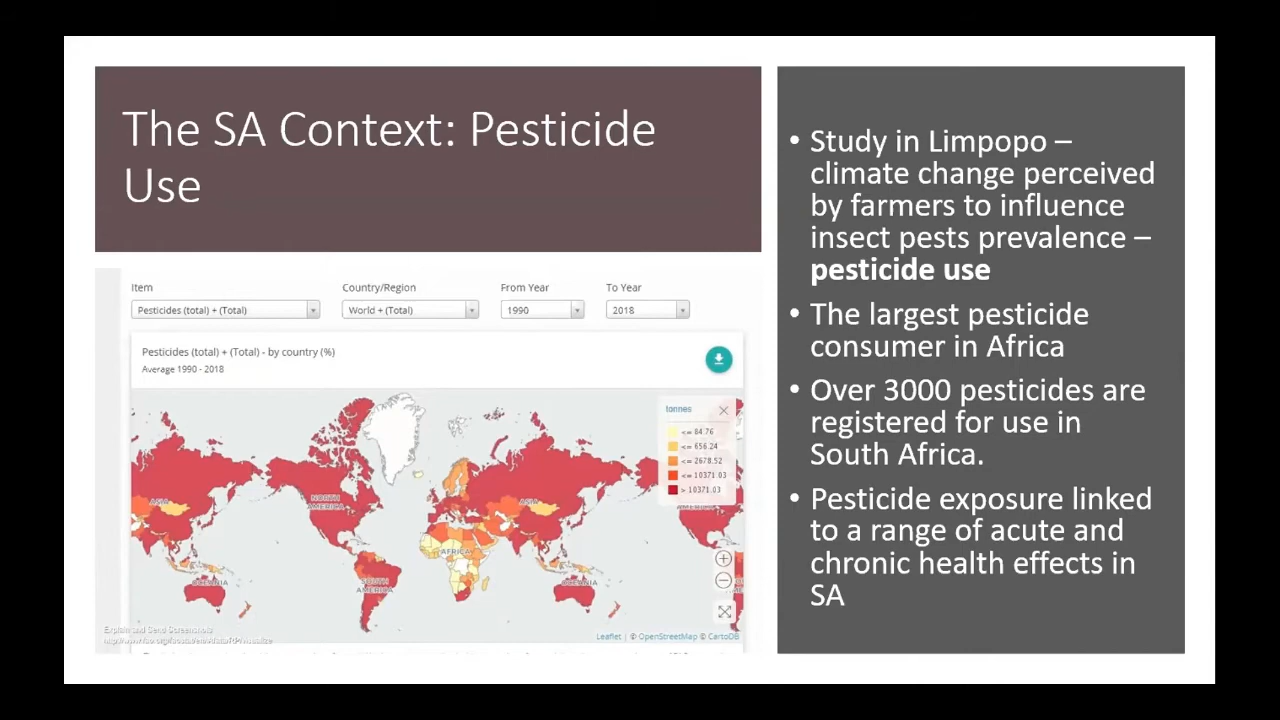 The SA Context: Pesticide
Use
Item
Country/Region
From Year
To Year
Pesticides (total) + (Total)
World + (Total)
1990
2018
Pesticides (total) + (Total) - by country (%)
Average 1990 - 2018
tonnes
<= 84.76
<= 656.24
<= 2678.52
<= 10371.03
> 10371.03
ASIA
NORTH
AMERICA
ASIA
AFRICA
OCEANIA
SOUTH
AMERICA
OCEANIA
Explain and Send Screenshots
Leaflet | © OpenStreetMap © CartoDB
• Study in Limpopo –
climate change perceived
by farmers to influence
insect pests prevalence –
pesticide use
• The largest pesticide
consumer in Africa
• Over 3000 pesticides are
registered for use in
South Africa.
• Pesticide exposure linked
to a range of acute and
chronic health effects in
SA